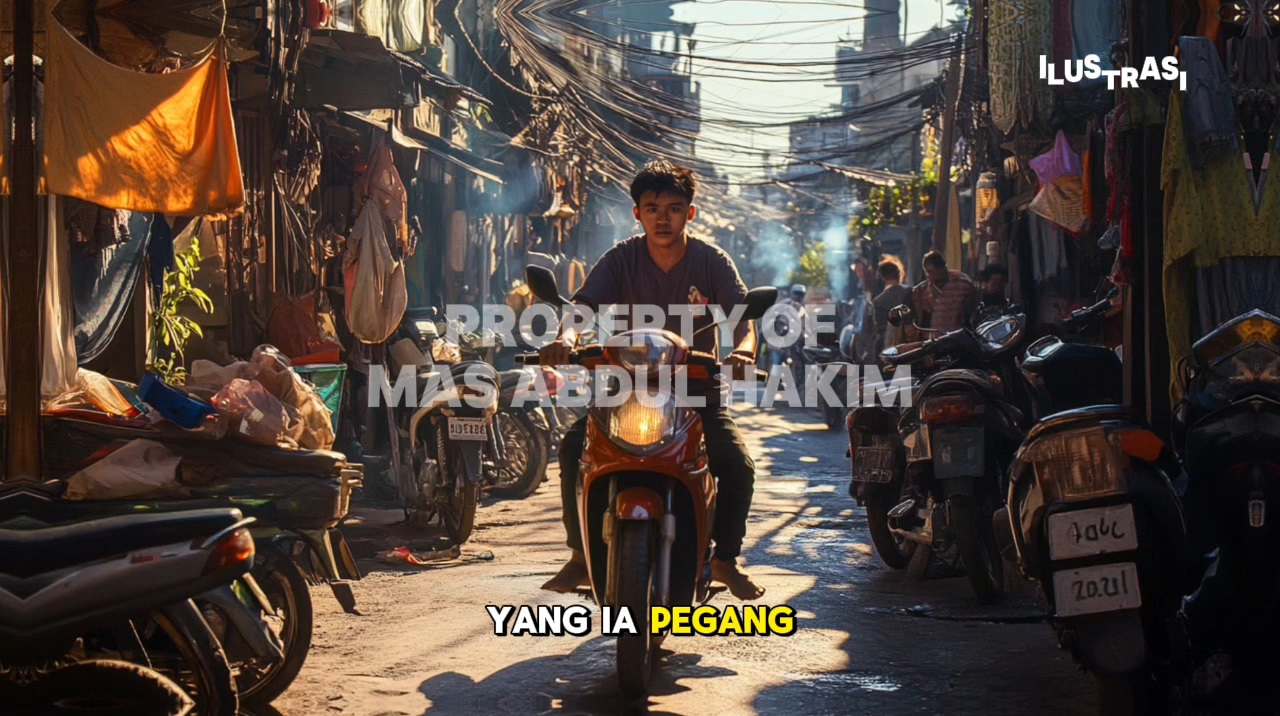 ILUSTRASI
PROPERTY OF
MAS ABDUL HAKIM
YANG IA PEGANG